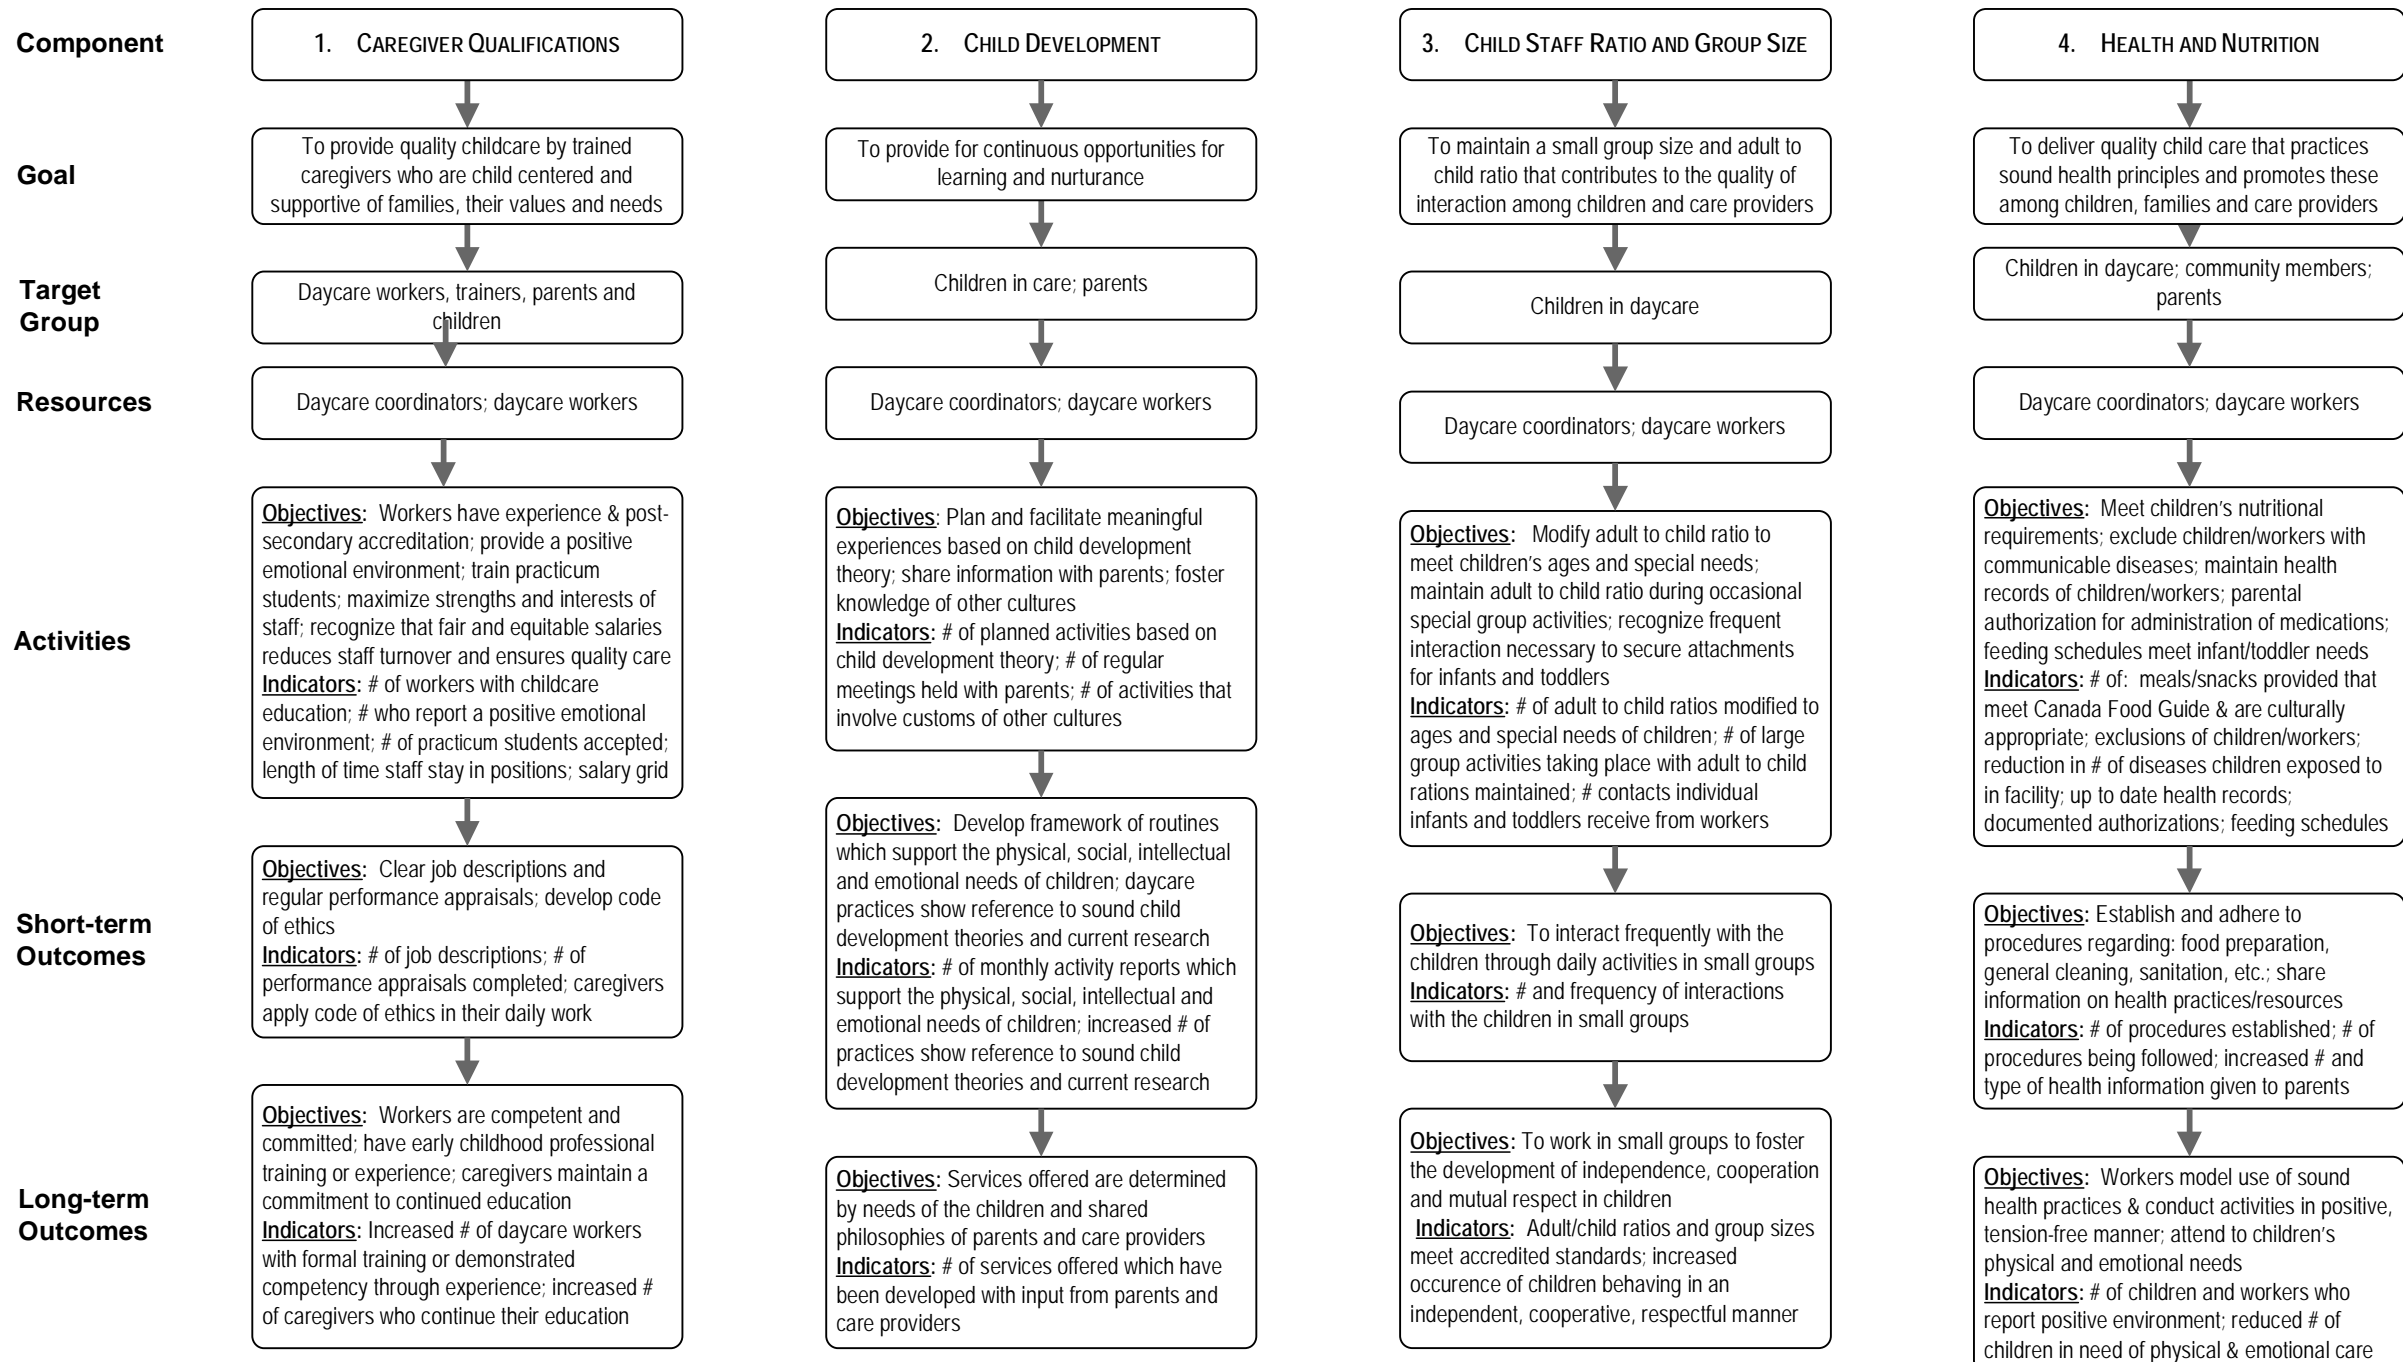 Component
1. CAREGIVER QUALIFICATIONS
2. CHILD DEVELOPMENT
3. CHILD STAFF RATIO AND GROUP SIZE
4. HEALTH AND NUTRITION
Goal
To provide quality childcare by trained
caregivers who are child centered and
supportive of families, their values and needs
To provide for continuous opportunities for
learning and nurturance
To maintain a small group size and adult to
child ratio that contributes to the quality of
interaction among children and care providers
To deliver quality child care that practices
sound health principles and promotes these
among children, families and care providers
Target
Group
Daycare workers, trainers, parents and
children
Children in care; parents
Children in daycare
Children in daycare; community members;
parents
Resources
Daycare coordinators; daycare workers
Daycare coordinators; daycare workers
Daycare coordinators; daycare workers
Daycare coordinators; daycare workers
Activities
Objectives: Workers have experience & post-
secondary accreditation; provide a positive
emotional environment; train practicum
students; maximize strengths and interests of
staff; recognize that fair and equitable salaries
reduces staff turnover and ensures quality care
Indicators: # of workers with childcare
education; # who report a positive emotional
environment; # of practicum students accepted;
length of time staff stay in positions; salary grid
Objectives: Plan and facilitate meaningful
experiences based on child development
theory; share information with parents; foster
knowledge of other cultures
Indicators: # of planned activities based on
child development theory; # of regular
meetings held with parents; # of activities that
involve customs of other cultures
Objectives: Modify adult to child ratio to
meet children's ages and special needs;
maintain adult to child ratio during occasional
special group activities; recognize frequent
interaction necessary to secure attachments
for infants and toddlers
Indicators: # of adult to child ratios modified to
ages and special needs of children; # of large
group activities taking place with adult to child
rations maintained; # contacts individual
infants and toddlers receive from workers
Objectives: Meet children's nutritional
requirements; exclude children/workers with
communicable diseases; maintain health
records of children/workers; parental
authorization for administration of medications;
feeding schedules meet infant/toddler needs
Indicators: # of: meals/snacks provided that
meet Canada Food Guide & are culturally
appropriate; exclusions of children/workers;
reduction in # of diseases children exposed to
in facility; up to date health records;
documented authorizations; feeding schedules
Short-term
Outcomes
Objectives: Clear job descriptions and
regular performance appraisals; develop code
of ethics
Indicators: # of job descriptions; # of
performance appraisals completed; caregivers
apply code of ethics in their daily work
Objectives: Develop framework of routines
which support the physical, social, intellectual
and emotional needs of children; daycare
practices show reference to sound child
development theories and current research
Indicators: # of monthly activity reports which
support the physical, social, intellectual and
emotional needs of children; increased # of
practices show reference to sound child
development theories and current research
Objectives: To interact frequently with the
children through daily activities in small groups
Indicators: # and frequency of interactions
with the children in small groups
Objectives: Establish and adhere to
procedures regarding: food preparation,
general cleaning, sanitation, etc.; share
information on health practices/resources
Indicators: # of procedures established; # of
procedures being followed; increased # and
type of health information given to parents
Long-term
Outcomes
Objectives: Workers are competent and
committed; have early childhood professional
training or experience; caregivers maintain a
commitment to continued education
Indicators: Increased # of daycare workers
with formal training or demonstrated
competency through experience; increased #
of caregivers who continue their education
Objectives: Services offered are determined
by needs of the children and shared
philosophies of parents and care providers
Indicators: # of services offered which have
been developed with input from parents and
care providers
Objectives: To work in small groups to foster
the development of independence, cooperation
and mutual respect in children
Indicators: Adult/child ratios and group sizes
meet accredited standards; increased
occurence of children behaving in an
independent, cooperative, respectful manner
Objectives: Workers model use of sound
health practices & conduct activities in positive,
tension-free manner; attend to children's
physical and emotional needs
Indicators: # of children and workers who
report positive environment; reduced # of
children in need of physical & emotional care